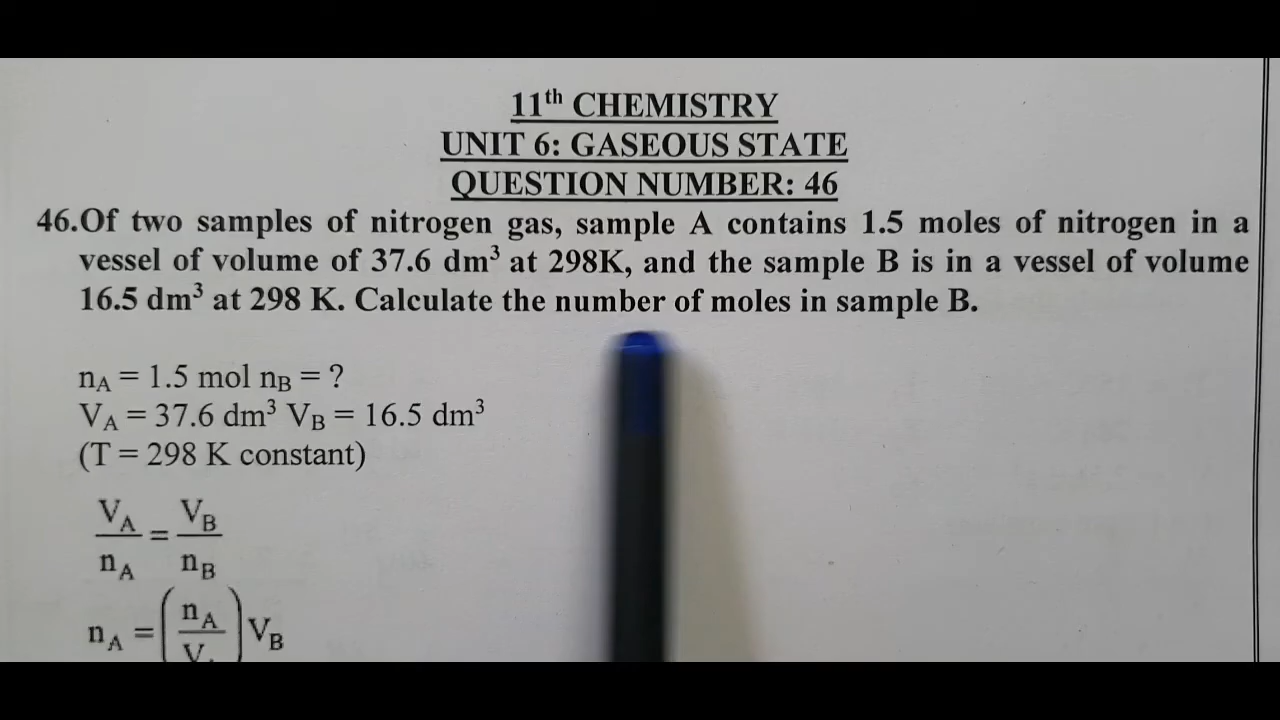 11th CHEMISTRY
UNIT 6: GASEOUS STATE
QUESTION NUMBER: 46
46.Of two samples of nitrogen gas, sample A contains 1.5 moles of nitrogen in a
vessel of volume of 37.6 dm³ at 298K, and the sample B is in a vessel of volume
16.5 dm³ at 298 K. Calculate the number of moles in sample B.
nA = 1.5 mol nB = ?
VA = 37.6 dm³ VB = 16.5 dm³
(T = 298 K constant)
VA/nA = VB/nB
nA = (nA/V) VB